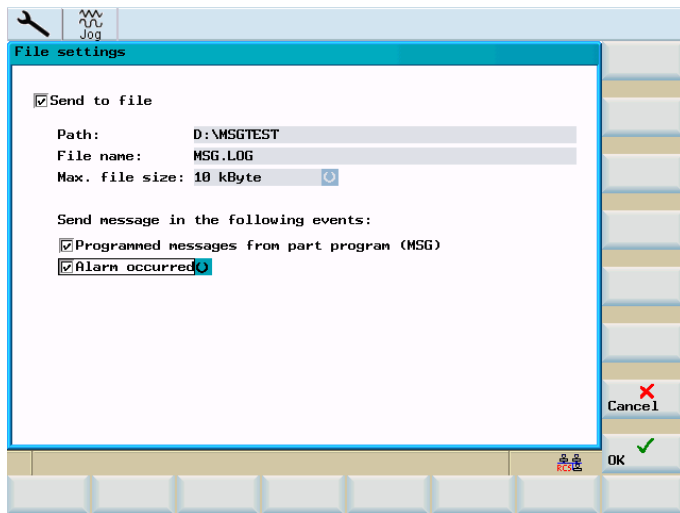 Jog
File settings
Send to file
Path: D:\MSGTEST
File name: MSG.LOG
Max. file size: 10 kByte
Send message in the following events:
Programmed messages from part program (MSG)
Alarm occurred
Cancel
RCS
OK